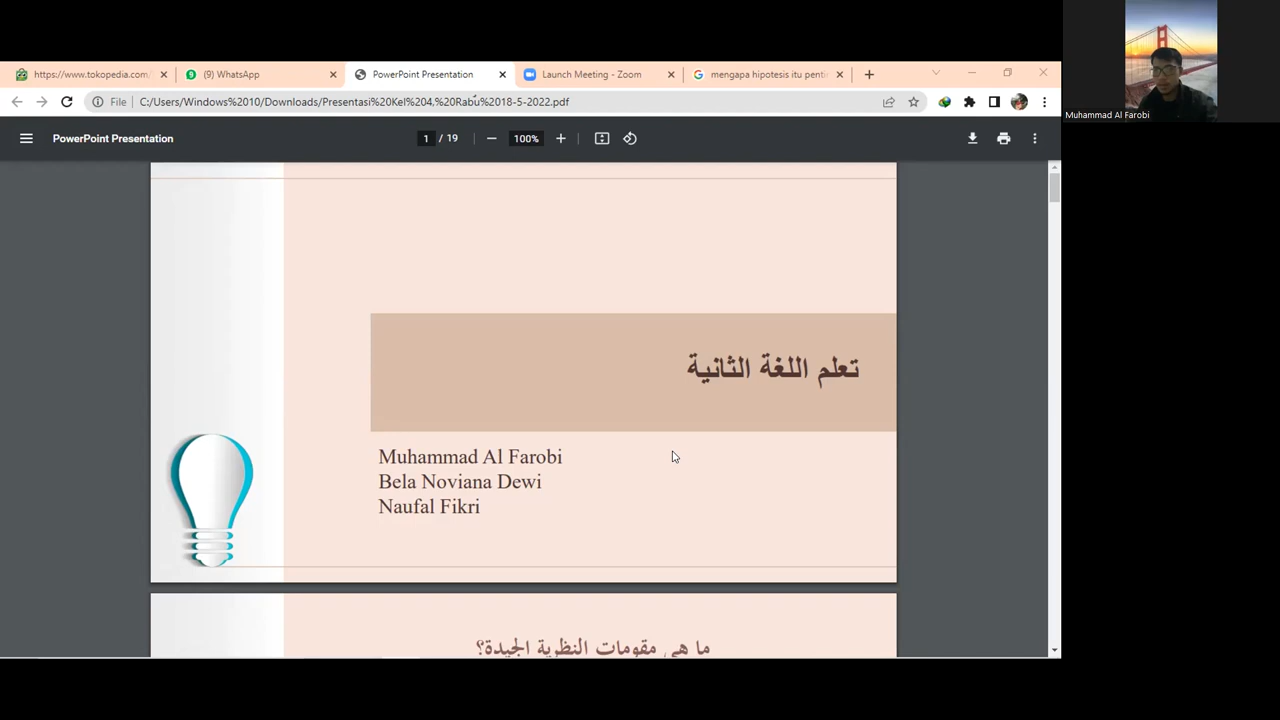 https://www.tokopedia.com/
(9) WhatsApp
PowerPoint Presentation
Launch Meeting - Zoom
mengapa hipotesis itu penti
File
C:/Users/Windows%2010/Downloads/Presentasi%20Kel%204,%20Rabu%2018-5-2022.pdf
PowerPoint Presentation
1 / 19
100%
تعلم اللغة الثانية
Muhammad Al Farobi
Bela Noviana Dewi
Naufal Fikri
ما هي مقومات النظرية الجيدة؟
Muhammad Al Farobi